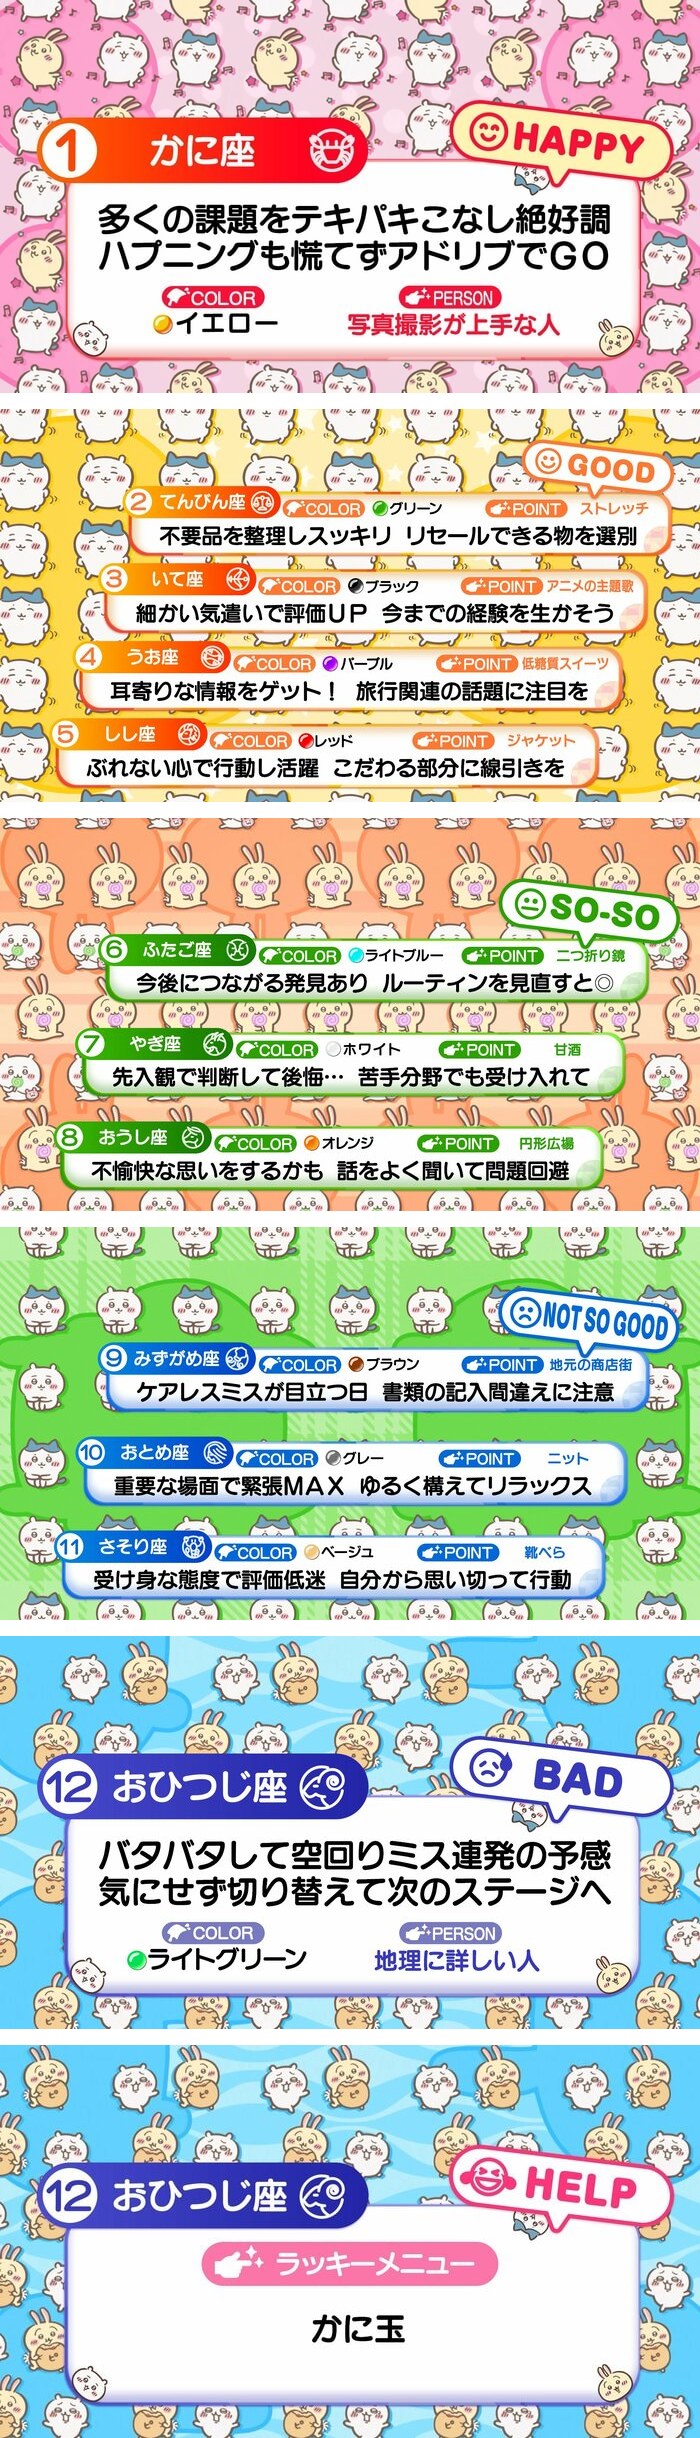 1 かに座
HAPPY
多くの課題をテキパキこなし絶好調
ハプニングも慌てずアドリブでGO
COLOR PERSON
イエロー 写真撮影が上手な人
GOOD
2 てんびん座 COLOR グリーン POINT ストレッチ
不要品を整理しスッキリ リセールできる物を選別
3 いて座 COLOR ブラック POINT アニメの主題歌
細かい気遣いで評価UP 今までの経験を生かそう
4 うお座 COLOR パープル POINT 低糖質スイーツ
耳寄りな情報をゲット! 旅行関連の話題に注目を
5 しし座 COLOR レッド POINT ジャケット
ぶれない心で行動し活躍 こだわる部分に線引きを
SO-SO
6 ふたご座 COLOR ライトブルー POINT 二つ折り鏡
今後につながる発見あり ルーティンを見直すと◎
7 やぎ座 COLOR ホワイト POINT 甘酒
先入観で判断して後悔… 苦手分野でも受け入れて
8 おうし座 COLOR オレンジ POINT 円形広場
不愉快な思いをするかも 話をよく聞いて問題回避
NOT SO GOOD
9 みずがめ座 COLOR ブラウン POINT 地元の商店街
ケアレスミスが目立つ日 書類の記入間違えに注意
10 おとめ座 COLOR グレー POINT ニット
重要な場面で緊張MAX ゆるく構えてリラックス
11 さそり座 COLOR ベージュ POINT 靴べら
受け身な態度で評価低迷 自分から思い切って行動
12 おひつじ座
BAD
バタバタして空回りミス連発の予感
気にせず切り替えて次のステージへ
COLOR PERSON
ライトグリーン 地理に詳しい人
12 おひつじ座
HELP
ラッキーメニュー
かに玉